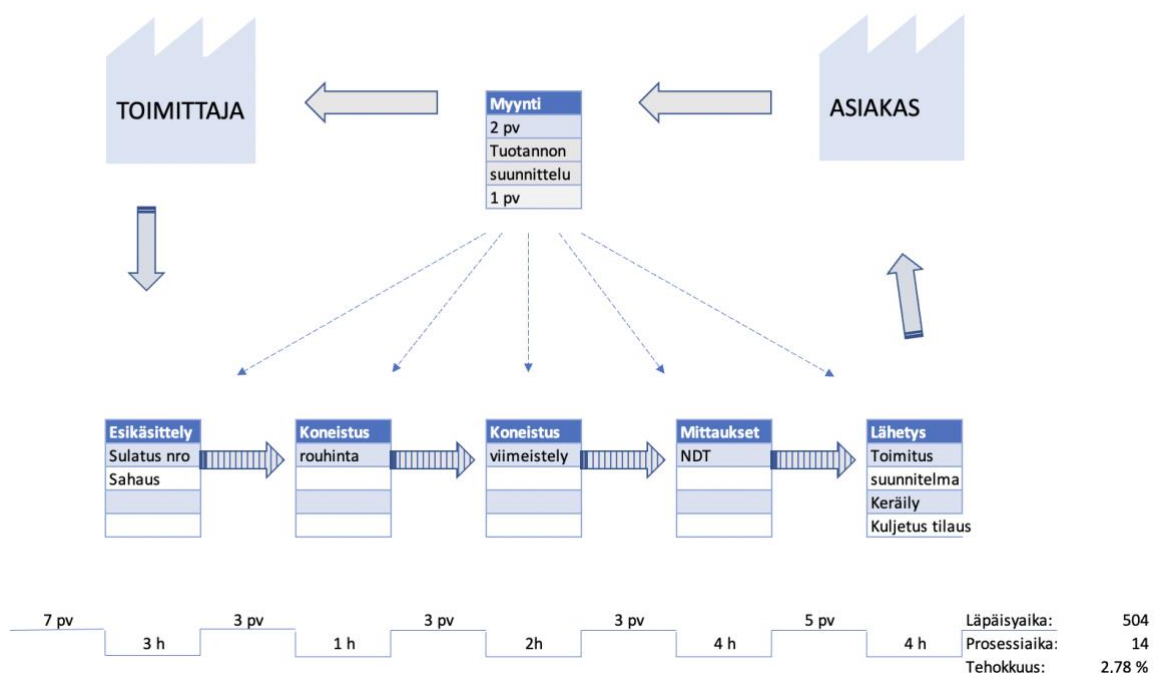 TOIMITTAJA
Myynti
2 pv
Tuotannon
suunnittelu
1 pv
ASIAKAS
Esikäsittely
Sulatus nro
Sahaus
Koneistus
rouhinta
Koneistus
viimeistely
Mittaukset
NDT
Lähetys
Toimitus
suunnitelma
Keräily
Kuljetus tilaus
7 pv 3 pv 3 pv 3 pv 5 pv
3 h 1 h 2h 4 h 4 h
Läpäisyaika: 504
Prosessiaika: 14
Tehokkuus: 2.78 %